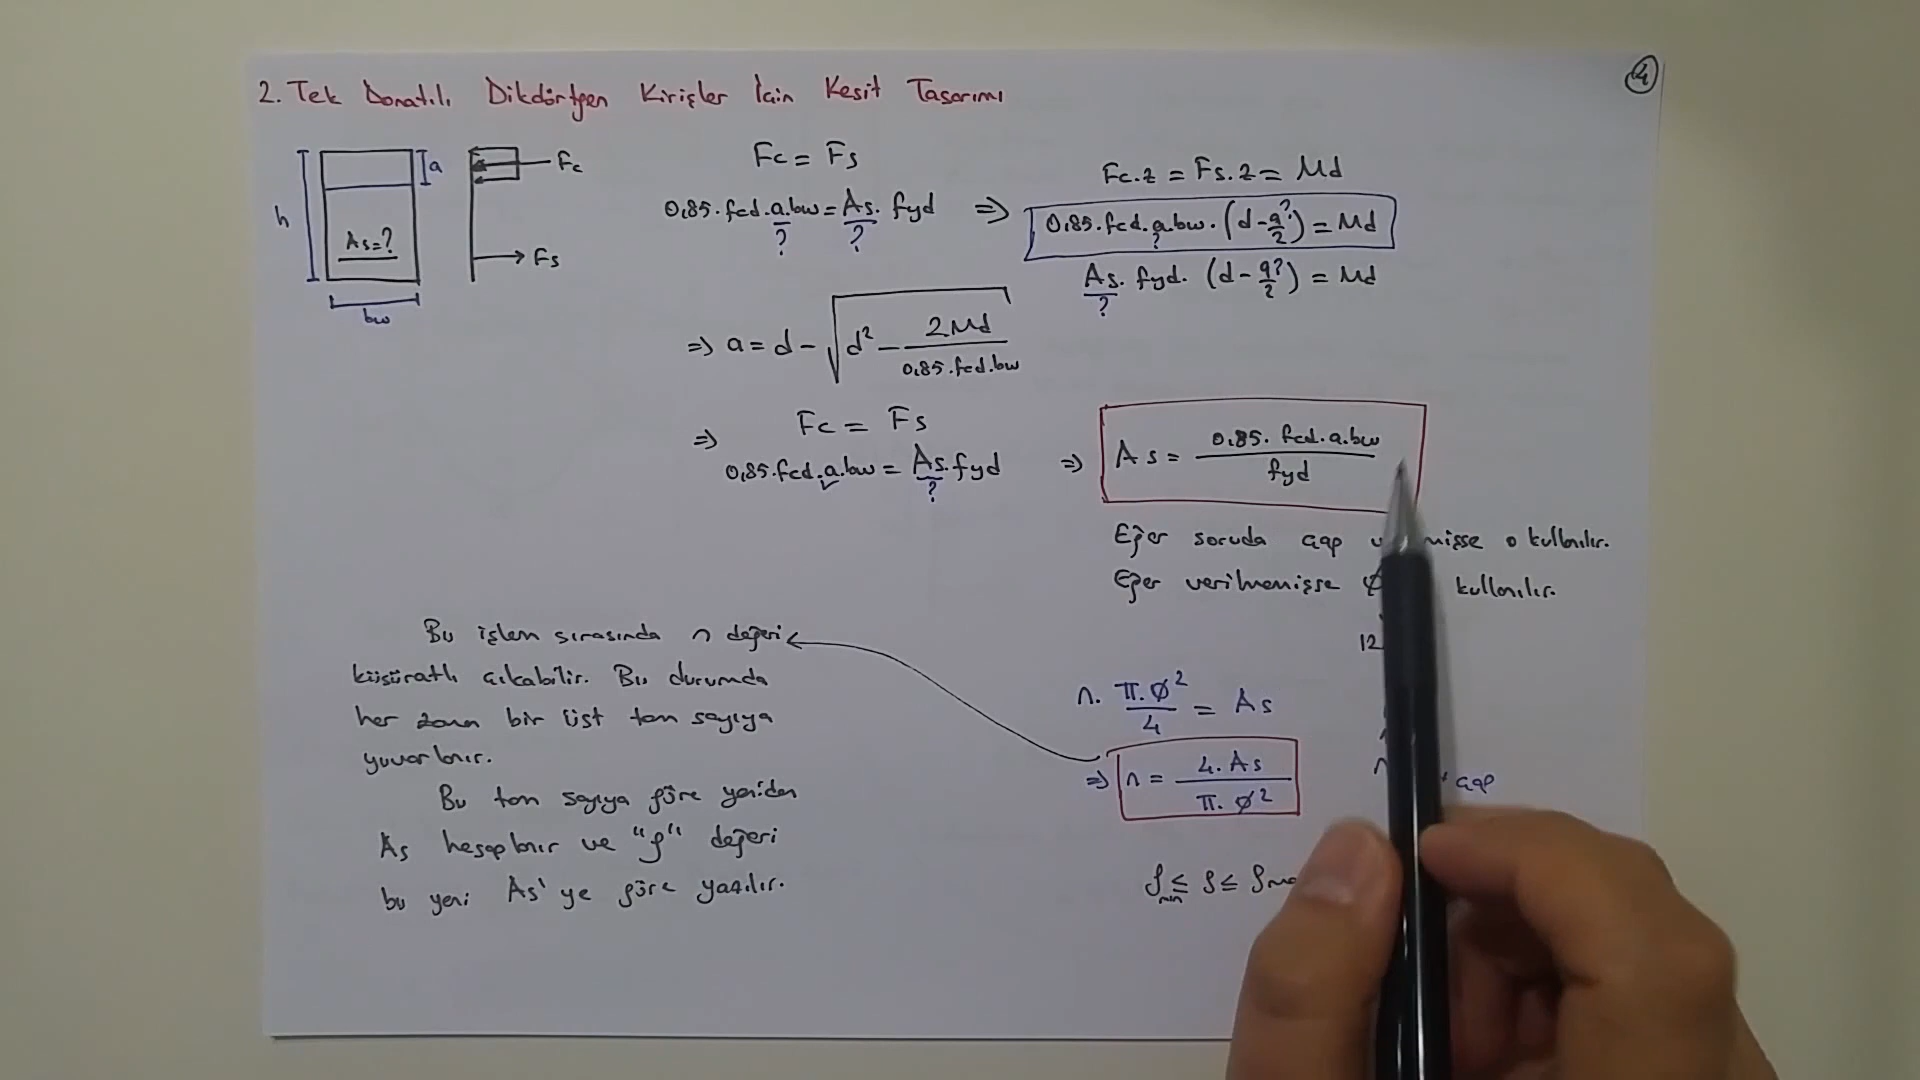 4
2. Tek Donatılı Dikdörtgen Kirişler İçin Kesit Tasarımı
h
a
As=?
bw
Fc
Fs
Fc = Fs
0,85.fcd.a.bw = As.fyd
? ?
⇒
Fc.z = Fs.z = Md
0,85.fcd.a.bw.(d-a/2) = Md
? ?
As.fyd.(d-a/2) = Md
? ?
⇒ a = d - √(d² - 2Md/0,85.fcd.bw)
⇒ Fc = Fs
0,85.fcd.a.bw = As.fyd
?
⇒ As = 0,85.fcd.a.bw/fyd
Eğer soruda çap o kullanılır.
Eğer verilmemişse kullanılır.
12
n.π.ø²/4 = As
⇒ n = 4.As/π.ø²
çap
Bu işlem sırasında n değeri
küsüratlı çıkabilir. Bu durumda
her zaman bir üst tam sayıya
yuvarlanır.
Bu tam sayıya göre yeniden
As hesaplanır ve "ρ" değeri
bu yeni As'ye göre yazılır.
ρmin ≤ ρ ≤